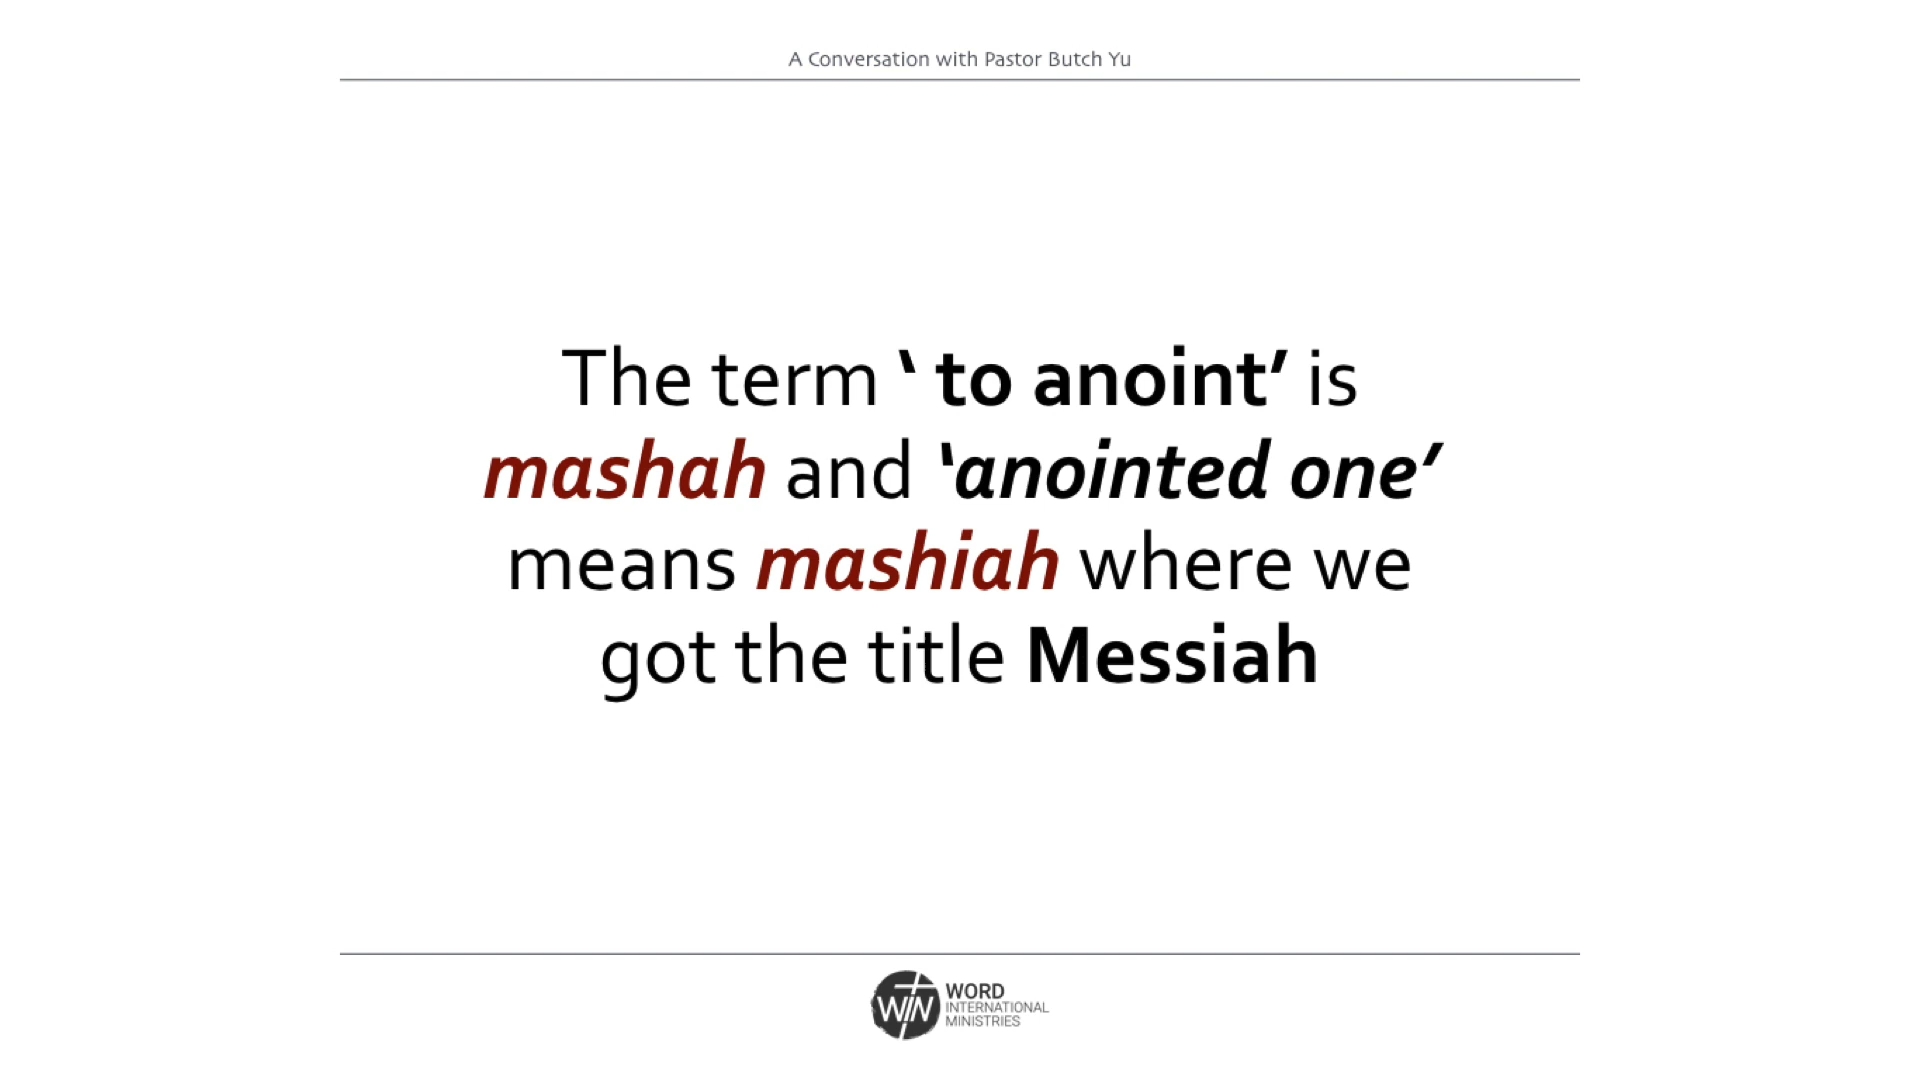 A Conversation with Pastor Butch Yu
The term ‘ to anoint’ is
mashah and ‘anointed one’
means mashiah where we
got the title Messiah
WIN
WORD
INTERNATIONAL
MINISTRIES